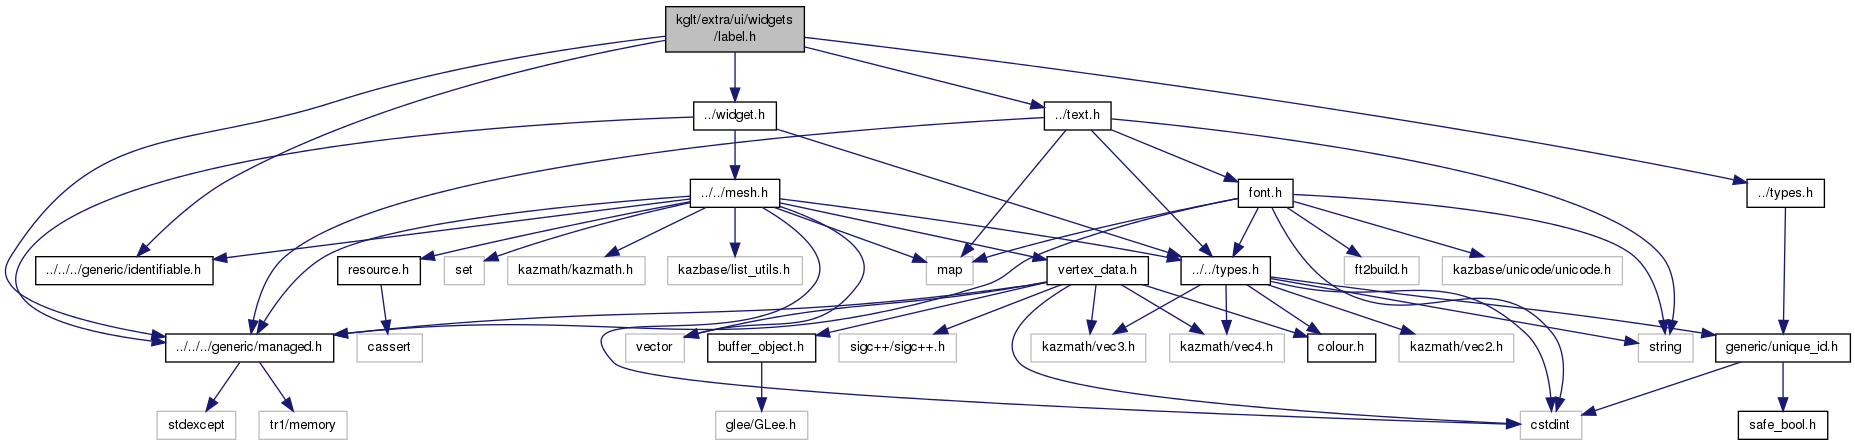 kglt/extra/ui/widgets
/label.h
../widget.h
../text.h
../../mesh.h
font.h
../types.h
../../../generic/identifiable.h
resource.h
set
kazmath/kazmath.h
kazbase/list_utils.h
map
vertex_data.h
../../types.h
ft2build.h
kazbase/unicode/unicode.h
../../../generic/managed.h
cassert
vector
buffer_object.h
sigc++/sigc++.h
kazmath/vec3.h
kazmath/vec4.h
colour.h
kazmath/vec2.h
string
generic/unique_id.h
stdexcept
tr1/memory
glee/GLee.h
cstdint
safe_bool.h